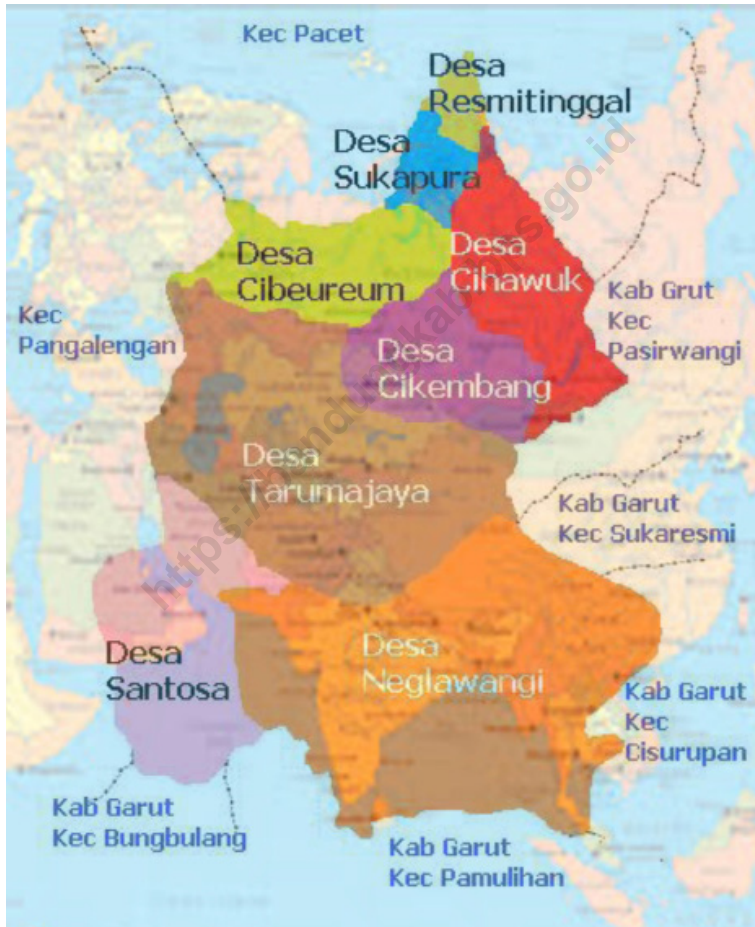 Kec Pacet
Desa
Resmitinggal
Desa
Sukapura
Desa
Cibeureum
Desa
Cihawuk
Kab Grut
Kec
Pasirwangi
Kec
Pangalengan
Desa
Cikembang
Desa
Tarumajaya
Kab Garut
Kec Sukaresmi
Desa
Santosa
Desa
Neglawangi
Kab Garut
Kec
Cisurupan
Kab Garut
Kec Bungbulang
Kab Garut
Kec Pamulihan